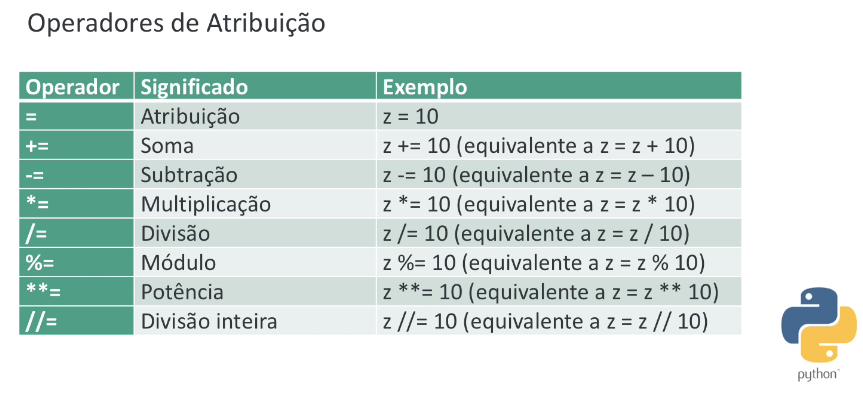 Operadores de Atribuição
Operador Significado Exemplo
= Atribuição z = 10
+= Soma z += 10 (equivalente a z = z + 10)
-= Subtração z -= 10 (equivalente a z = z – 10)
*= Multiplicação z *= 10 (equivalente a z = z * 10)
/= Divisão z /= 10 (equivalente a z = z / 10)
%= Módulo z %= 10 (equivalente a z = z % 10)
**= Potência z **= 10 (equivalente a z = z ** 10)
//= Divisão inteira z //= 10 (equivalente a z = z // 10)
python